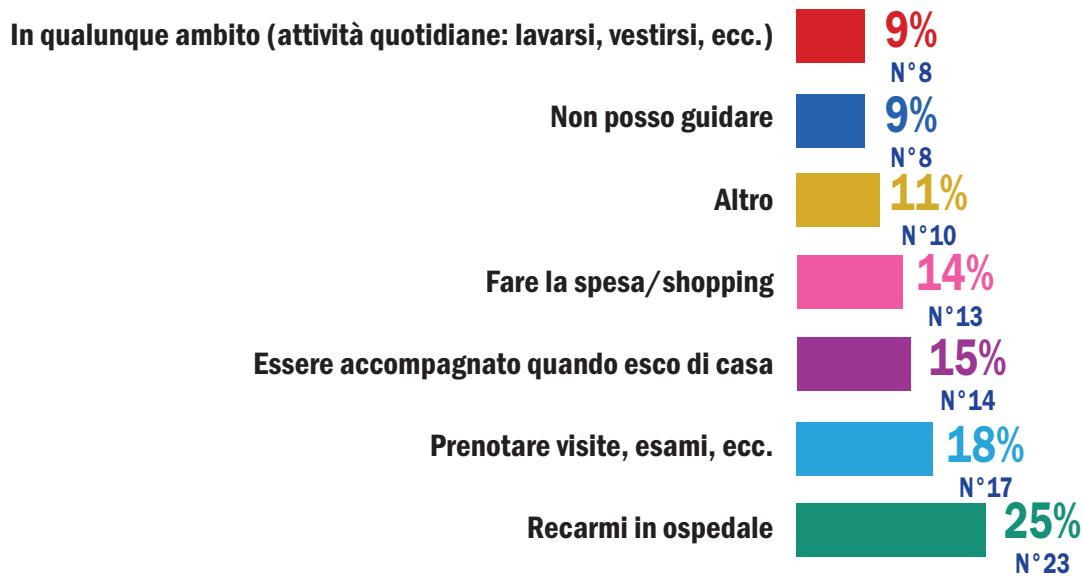 In qualunque ambito (attività quotidiane: lavarsi, vestirsi, ecc.) 9%
N°8
Non posso guidare 9%
N°8
Altro 11%
N°10
Fare la spesa/shopping 14%
N°13
Essere accompagnato quando esco di casa 15%
N°14
Prenotare visite, esami, ecc. 18%
N°17
Recarmi in ospedale 25%
N°23